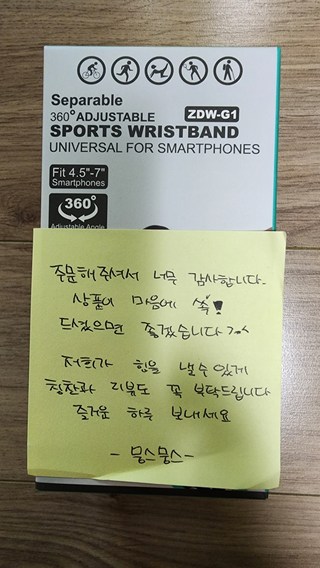 Separable
360° ADJUSTABLE ZDW-G1
SPORTS WRISTBAND
UNIVERSAL FOR SMARTPHONES
Fit 4.5"-7"
Smartphones
360°
Adjustable Angle
주문해주셔서 너무 감사합니다.
상품이 마음에 쏙!
드셨으면 좋겠습니다^^
저희가 힘을 낼 수 있게
칭찬과 리뷰도 꼭 부탁드립니다
즐거운 하루 보내세요
- 뭉스뭉스 -